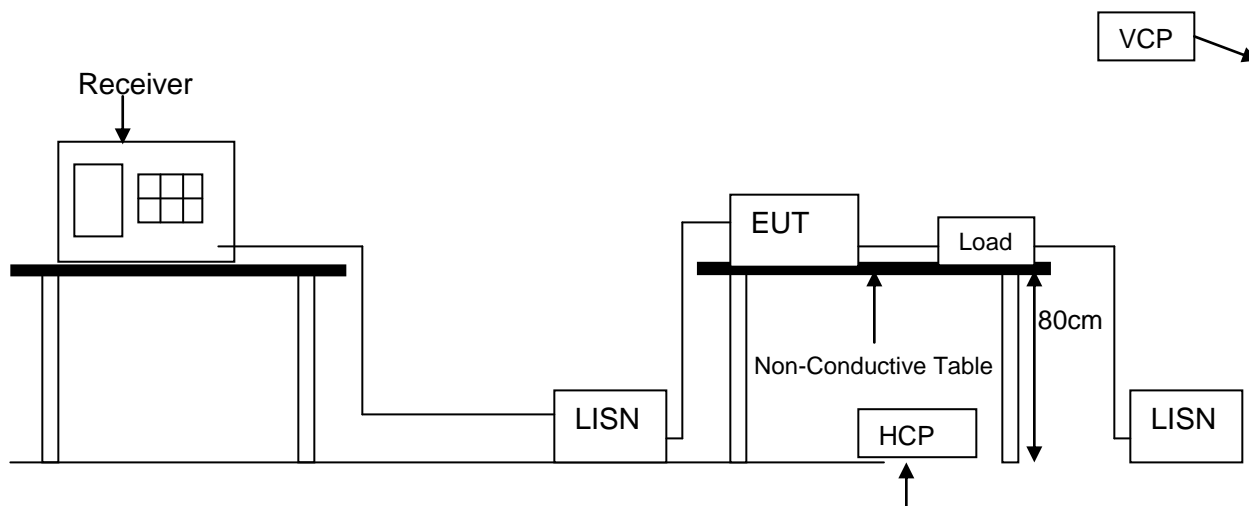 VCP
Receiver
EUT
Load
80cm
Non-Conductive Table
LISN
HCP
LISN